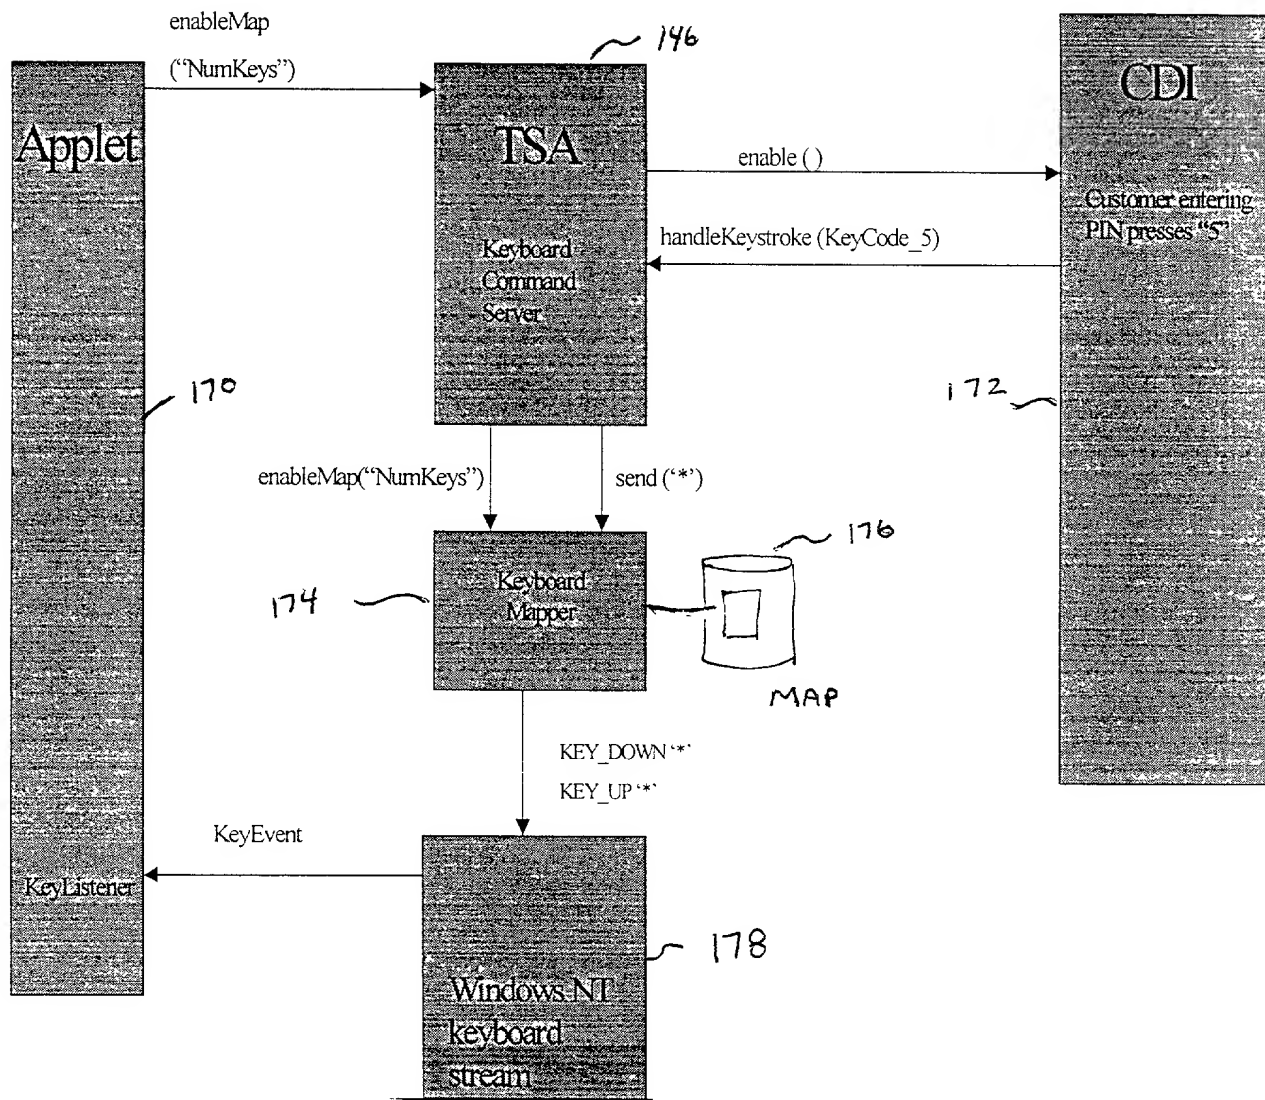 enableMap
("NumKeys")
146
Applet
TSA
CDI
enable ( )
Customer entering
PIN presses "5"
handleKeystroke (KeyCode_5)
Keyboard
Command
Server
170
172
enableMap("NumKeys")
send ('*')
176
Keyboard
Mapper
174
MAP
KEY_DOWN '*'
KEY_UP '*'
KeyEvent
KeyListener
178
Windows NT
keyboard
stream